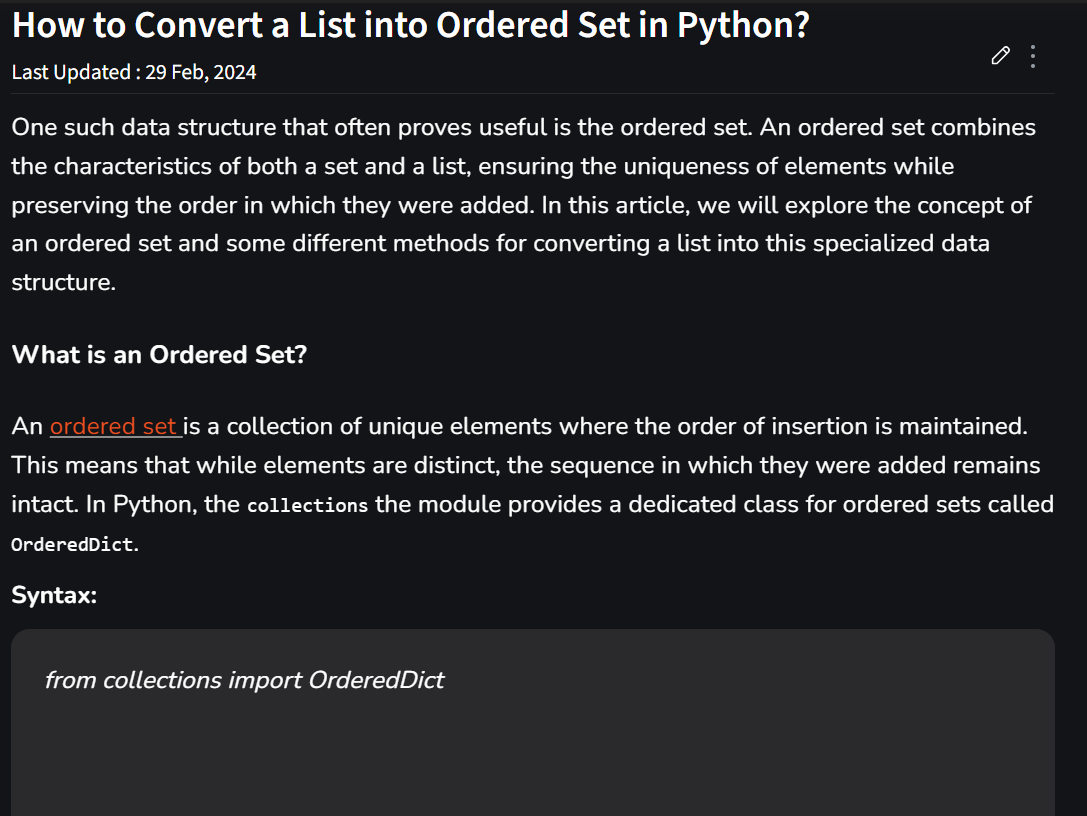 How to Convert a List into Ordered Set in Python?
Last Updated : 29 Feb, 2024
One such data structure that often proves useful is the ordered set. An ordered set combines
the characteristics of both a set and a list, ensuring the uniqueness of elements while
preserving the order in which they were added. In this article, we will explore the concept of
an ordered set and some different methods for converting a list into this specialized data
structure.
What is an Ordered Set?
An ordered set is a collection of unique elements where the order of insertion is maintained.
This means that while elements are distinct, the sequence in which they were added remains
intact. In Python, the collections the module provides a dedicated class for ordered sets called
OrderedDict.
Syntax:
from collections import OrderedDict